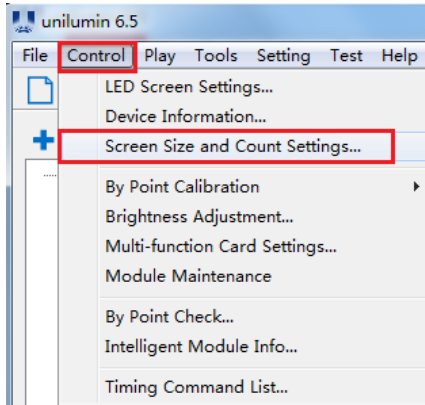 unilumin 6.5
File Control Play Tools Setting Test Help
LED Screen Settings...
Device Information...
Screen Size and Count Settings...
By Point Calibration
Brightness Adjustment...
Multi-function Card Settings...
Module Maintenance
By Point Check...
Intelligent Module Info...
Timing Command List...